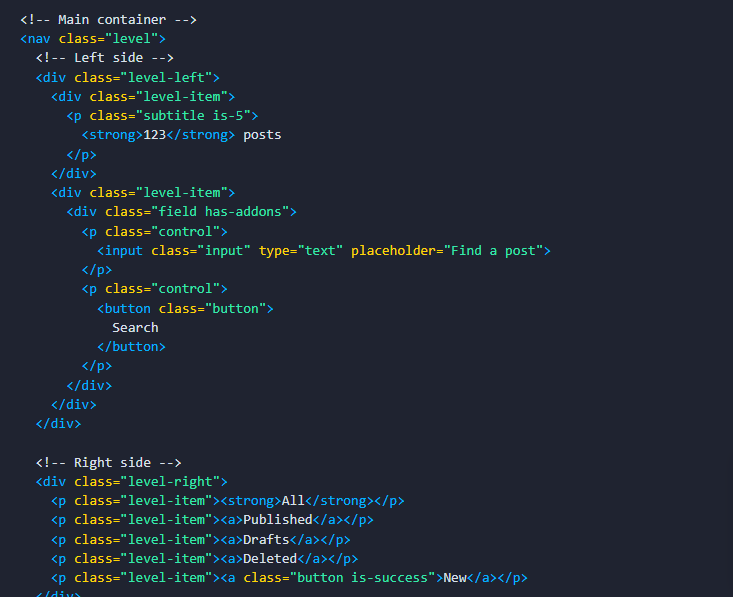 <!-- Main container -->
<nav class="level">
  <!-- Left side -->
  <div class="level-left">
    <div class="level-item">
      <p class="subtitle is-5">
        <strong>123</strong> posts
      </p>
    </div>
    <div class="level-item">
      <div class="field has-addons">
        <p class="control">
          <input class="input" type="text" placeholder="Find a post">
        </p>
        <p class="control">
          <button class="button">
            Search
          </button>
        </p>
      </div>
    </div>
  </div>

  <!-- Right side -->
  <div class="level-right">
    <p class="level-item"><strong>All</strong></p>
    <p class="level-item"><a>Published</a></p>
    <p class="level-item"><a>Drafts</a></p>
    <p class="level-item"><a>Deleted</a></p>
    <p class="level-item"><a class="button is-success">New</a></p>
  </div>